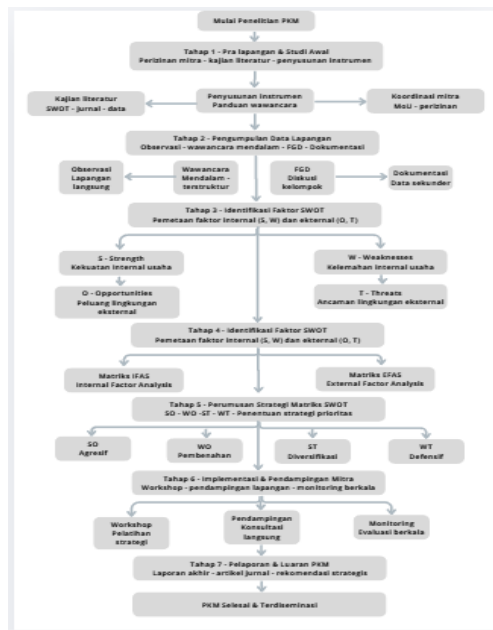 Mulai Penelitian PKM
Tahap 1 - Pra lapangan & Studi Awal
Perizinan mitra - kajian literatur - penyusunan instrumen
Kajian literatur
SWOT - jurnal - data
Penyusunan Instrumen
Panduan wawancara
Koordinasi mitra
MoU - perizinan
Tahap 2 - Pengumpulan Data Lapangan
Observasi - wawancara mendalam - FGD - Dokumentasi
Observasi
Lapangan
langsung
Wawancara
Mendalam -
terstruktur
FGD
Diskusi
kelompok
Dokumentasi
Data sekunder
Tahap 3 - Identifikasi Faktor SWOT
Pemetaan faktor internal (S, W) dan ekternal (O, T)
S - Strength
Kekuatan internal usaha
W - Weaknesses
Kelemahan internal usaha
O - Opportunities
Peluang lingkungan
eksternal
T - Threats
Ancaman lingkungan eksternal
Tahap 4 - Identifikasi Faktor SWOT
Pemetaan faktor internal (S, W) dan ekternal (O, T)
Matriks IFAS
Internal Factor Analysis
Matriks EFAS
External Factor Analysis
Tahap 5 - Perumusan Strategi Matriks SWOT
SO - WO -ST - WT - Penentuan strategi prioritas
SO
Agresif
WO
Pembenahan
ST
Diversifikasi
WT
Defensif
Tahap 6 - Implementasi & Pendampingan Mitra
Workshop - pendampingan lapangan - monitoring berkala
Workshop
Pelatihan
strategi
Pendampingan
Konsultasi
langsung
Monitoring
Evaluasi berkala
Tahap 7 - Pelaporan & Luaran PKM
Laporan akhir - artikel jurnal - rekomendasi strategis
PKM Selesai & Terdiseminasi